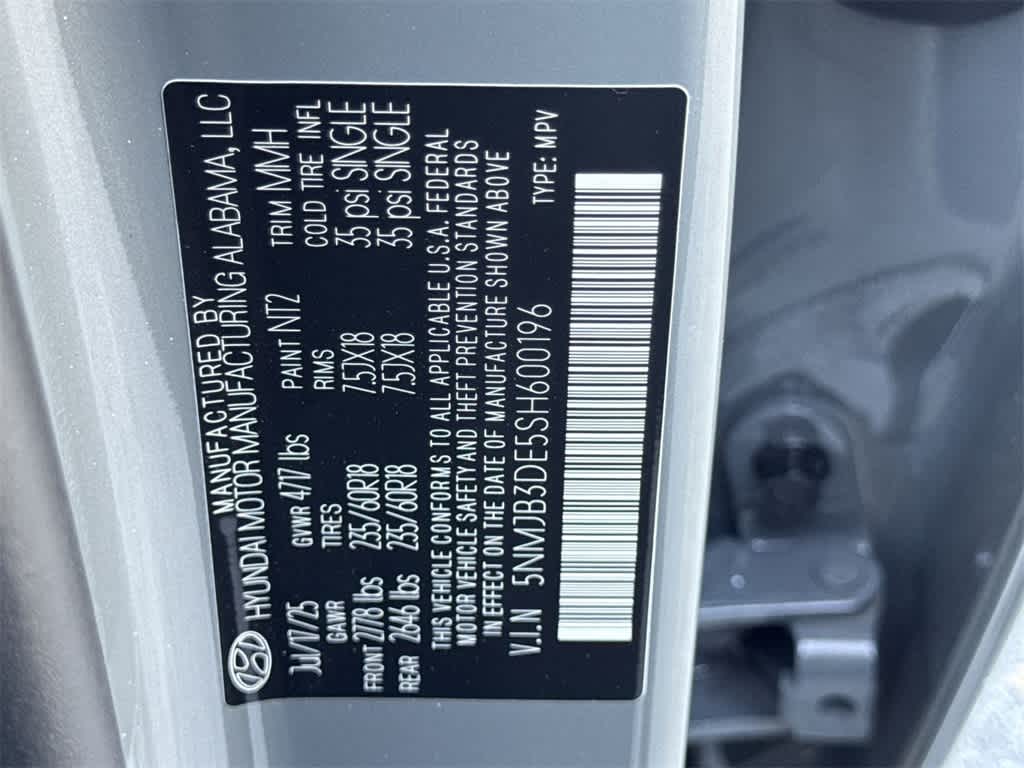 MANUFACTURED BY
HYUNDAI MOTOR MANUFACTURING ALABAMA, LLC
JUL/17/25 GVWR 4717 lbs PAINT NT2 TRIM MMH
GAWR TIRES RIMS COLD TIRE INFL
FRONT 2778 lbs 235/60R18 7.5JX18 35 psi SINGLE
REAR 2646 lbs 235/60R18 7.5JX18 35 psi SINGLE
THIS VEHICLE CONFORMS TO ALL APPLICABLE U.S.A. FEDERAL
MOTOR VEHICLE SAFETY AND THEFT PREVENTION STANDARDS
IN EFFECT ON THE DATE OF MANUFACTURE SHOWN ABOVE
V.I.N 5NMJB3DE5SH600196 TYPE: MPV